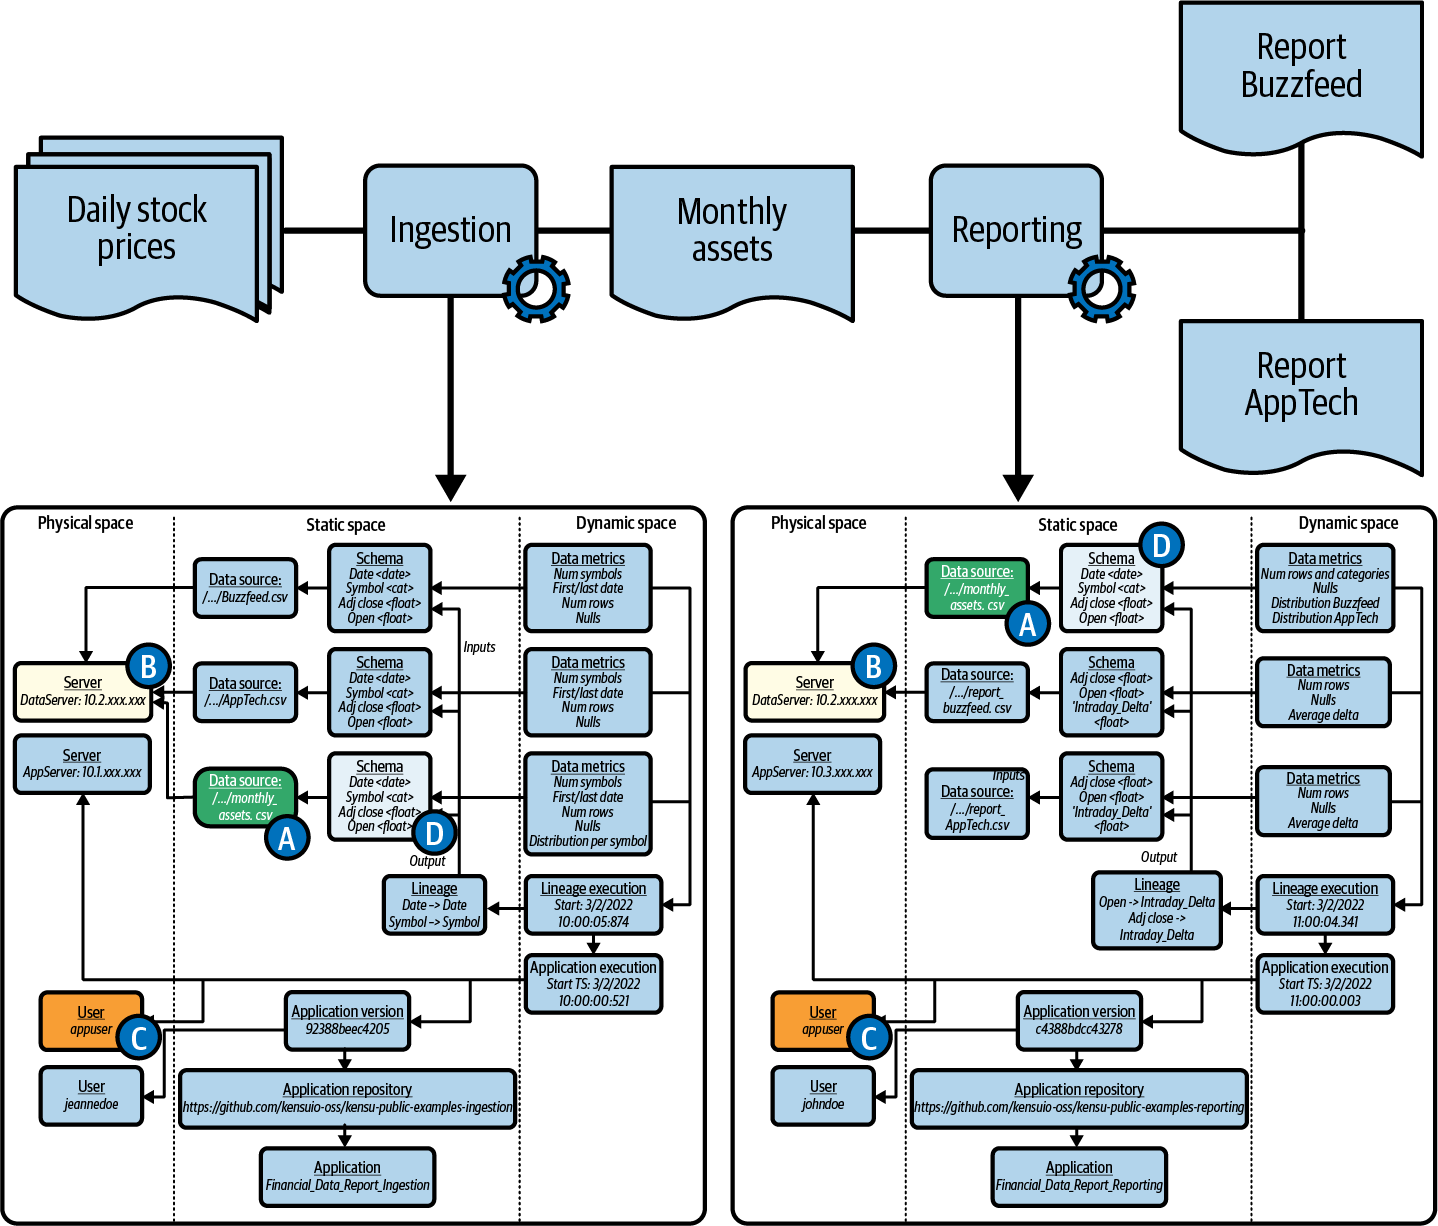 Report
Buzzfeed
Daily stock
prices
Ingestion
Monthly
assets
Reporting
Report
AppTech
Physical space
Static space
Dynamic space
Data source:
/.../Buzzfeed.csv
Schema
Date <date>
Symbol <cat>
Adj close <float>
Open <float>
Data metrics
Num symbols
First/last date
Num rows
Nulls
Inputs
B
Server
DataServer: 10.2.xxx.xxx
Data source:
/.../AppTech.csv
Schema
Date <date>
Symbol <cat>
Adj close <float>
Open <float>
Data metrics
Num symbols
First/last date
Num rows
Nulls
Server
AppServer: 10.1.xxx.xxx
Data source:
/.../monthly_
assets. csv
A
Schema
Date <date>
Symbol <cat>
Adj close <float>
Open <float>
D
Data metrics
Num symbols
First/last date
Num rows
Nulls
Distribution per symbol
Output
Lineage
Date –> Date
Symbol –> Symbol
Lineage execution
Start: 3/2/2022
10:00:05:874
Application execution
Start TS: 3/2/2022
10:00:00:521
User
appuser
C
Application version
92388beec4205
User
jeannedoe
Application repository
https://github.com/kensuio-oss/kensu-public-examples-ingestion
Application
Financial_Data_Report_Ingestion
Physical space
Static space
Dynamic space
Data source:
/.../monthly_
assets. csv
A
Schema
Date <date>
Symbol <cat>
Adj close <float>
Open <float>
D
Data metrics
Num rows and categories
Nulls
Distribution Buzzfeed
Distribution AppTech
B
Server
DataServer: 10.2.xxx.xxx
Data source:
/.../report_
buzzfeed. csv
Schema
Adj close <float>
Open <float>
'Intraday_Delta'
<float>
Data metrics
Num rows
Nulls
Average delta
Server
AppServer: 10.3.xxx.xxx
Inputs
Data source:
/.../report_
AppTech.csv
Schema
Adj close <float>
Open <float>
'Intraday_Delta'
<float>
Data metrics
Num rows
Nulls
Average delta
Output
Lineage
Open -> Intraday_Delta
Adj close ->
Intraday_Delta
Lineage execution
Start: 3/2/2022
11:00:04.341
Application execution
Start TS: 3/2/2022
11:00:00.003
User
appuser
C
Application version
c4388bdcc43278
User
johndoe
Application repository
https://github.com/kensuio-oss/kensu-public-examples-reporting
Application
Financial_Data_Report_Reporting